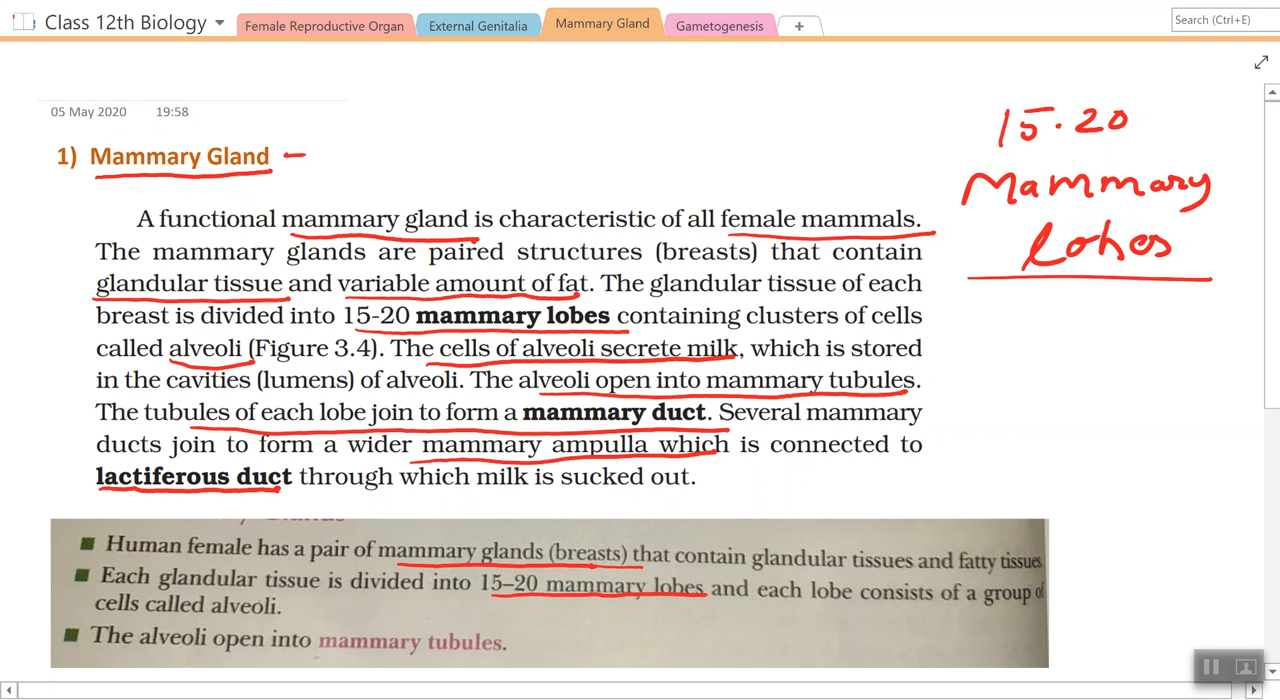 Class 12th Biology
Female Reproductive Organ
External Genitalia
Mammary Gland
Gametogenesis
+
Search (Ctrl+E)
05 May 2020 19:58
1) Mammary Gland –
15-20
Mammary
lobes
A functional mammary gland is characteristic of all female mammals.
The mammary glands are paired structures (breasts) that contain
glandular tissue and variable amount of fat. The glandular tissue of each
breast is divided into 15-20 mammary lobes containing clusters of cells
called alveoli (Figure 3.4). The cells of alveoli secrete milk, which is stored
in the cavities (lumens) of alveoli. The alveoli open into mammary tubules.
The tubules of each lobe join to form a mammary duct. Several mammary
ducts join to form a wider mammary ampulla which is connected to
lactiferous duct through which milk is sucked out.
■ Human female has a pair of mammary glands (breasts) that contain glandular tissues and fatty tissues
■ Each glandular tissue is divided into 15–20 mammary lobes and each lobe consists of a group of
cells called alveoli.
■ The alveoli open into mammary tubules.